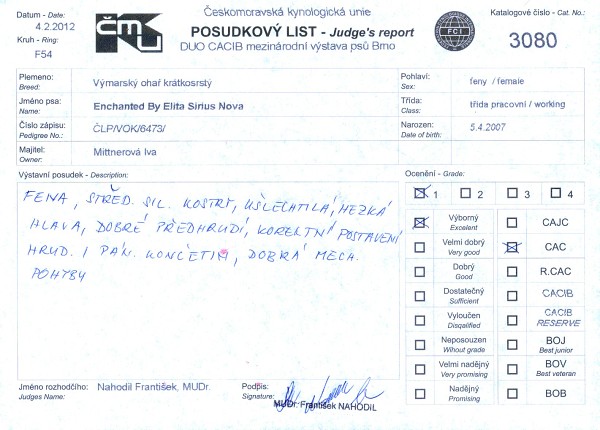 Datum - Date:
4.2.2012
Kruh - Ring:
F54
ČMKU
Českomoravská kynologická unie
POSUDKOVÝ LIST - Judge's report
DUO CACIB mezinárodní výstava psů Brno
FCI
Katalogové číslo - Cat. No.:
3080
Plemeno:
Breed:
Výmarský ohař krátkosrstý
Pohlaví:
Sex:
feny / female
Jméno psa:
Name:
Enchanted By Elita Sirius Nova
Třída:
Class:
třída pracovní / working
Číslo zápisu:
Pedigree No.:
ČLP/VOK/6473/
Narozen:
Date of birth:
5.4.2007
Majitel:
Owner:
Mittnerová Iva
Výstavní posudek - Description:
FENA, STŘED. SIL. KOSTRY, UŠLECHTILÁ, HEZKÁ
HLAVA, DOBRÉ PŘEDHRUDÍ, KOREKTNÍ POSTAVENÍ
HRUD. I PÁN. KONČETIN, DOBRÁ MECH.
POHYBY
Ocenění - Grade:
1 2 3 4
Výborný
Excelent
CAJC
Velmi dobrý
Very good
CAC
Dobrý
Good
R.CAC
Dostatečný
Sufficient
CACIB
Vyloučen
Disqalified
CACIB
RESERVE
Neposouzen
Wihout grade
BOJ
Best junior
Velmi nadějný
Very promising
BOV
Best veteran
Nadějný
Promising
BOB
Jméno rozhodčího:
Judges Name:
Nahodil František, MUDr.
Podpis:
Signature:
MUDr. František NAHODIL